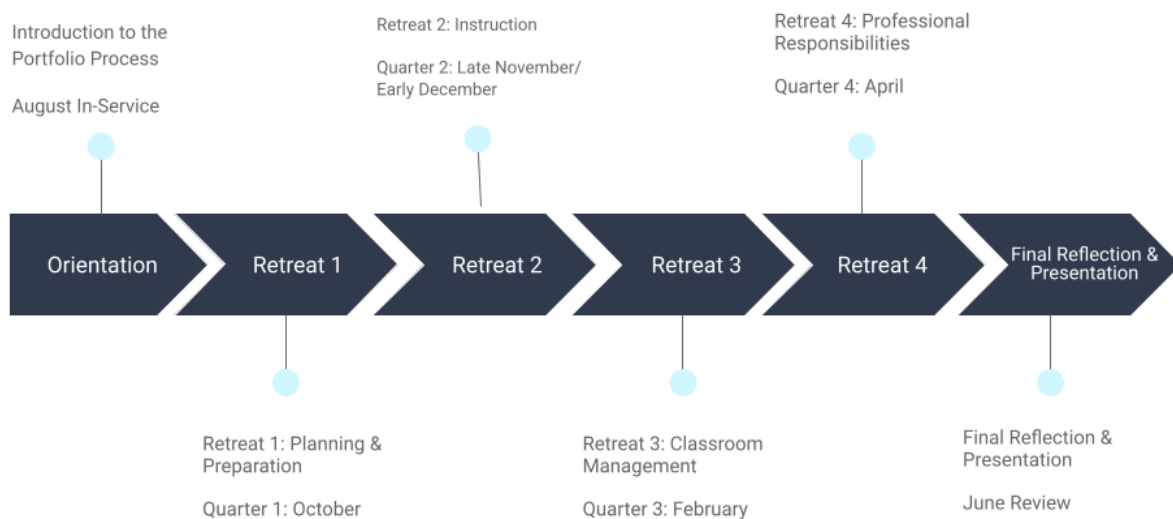 Introduction to the
Portfolio Process
August In-Service
Retreat 2: Instruction
Quarter 2: Late November/
Early December
Retreat 4: Professional
Responsibilities
Quarter 4: April
Orientation
Retreat 1
Retreat 2
Retreat 3
Retreat 4
Final Reflection &
Presentation
Retreat 1: Planning &
Preparation
Quarter 1: October
Retreat 3: Classroom
Management
Quarter 3: February
Final Reflection &
Presentation
June Review